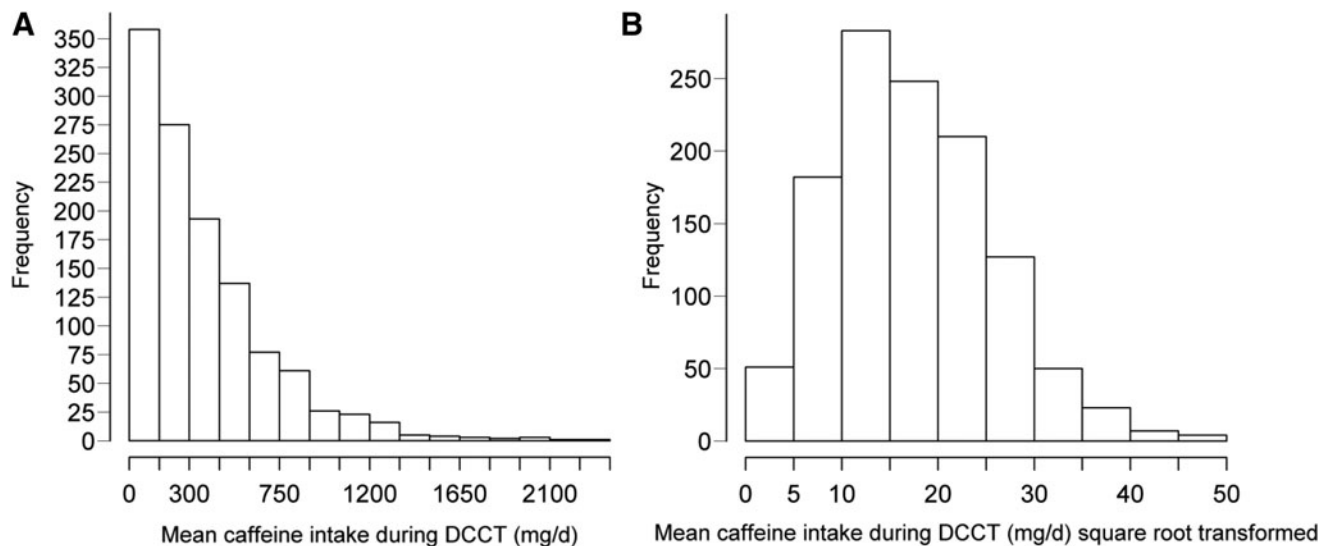 A
350
325
300
275
250
225
200
175
150
125
100
75
50
25
0
Frequency
0 300 750 1200 1650 2100
Mean caffeine intake during DCCT (mg/d)
B
250
200
150
100
50
0
Frequency
0 5 10 20 30 40 50
Mean caffeine intake during DCCT (mg/d) square root transformed